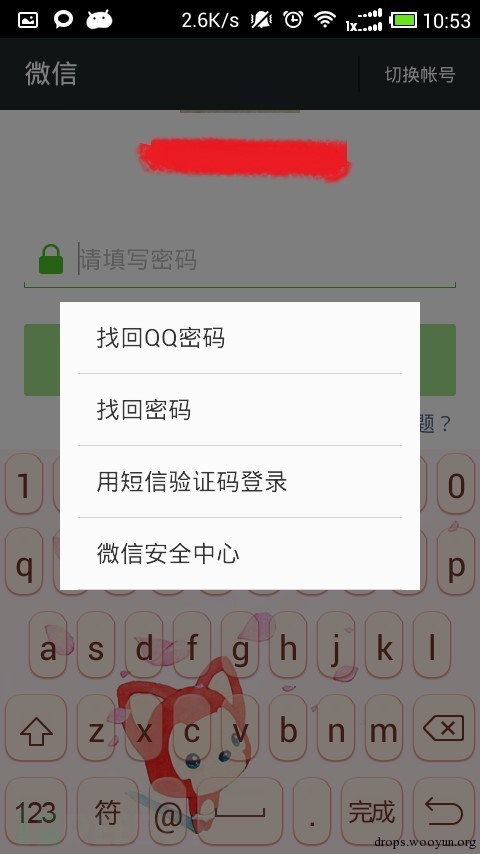 2.6K/s 1x 10:53
微信 切换帐号
请填写密码
找回QQ密码
找回密码
用短信验证码登录
微信安全中心
题？
1 0
q p
a s d f g h j k l
z x c v b n m
123 符 @ . 完成
drops.wooyun.org